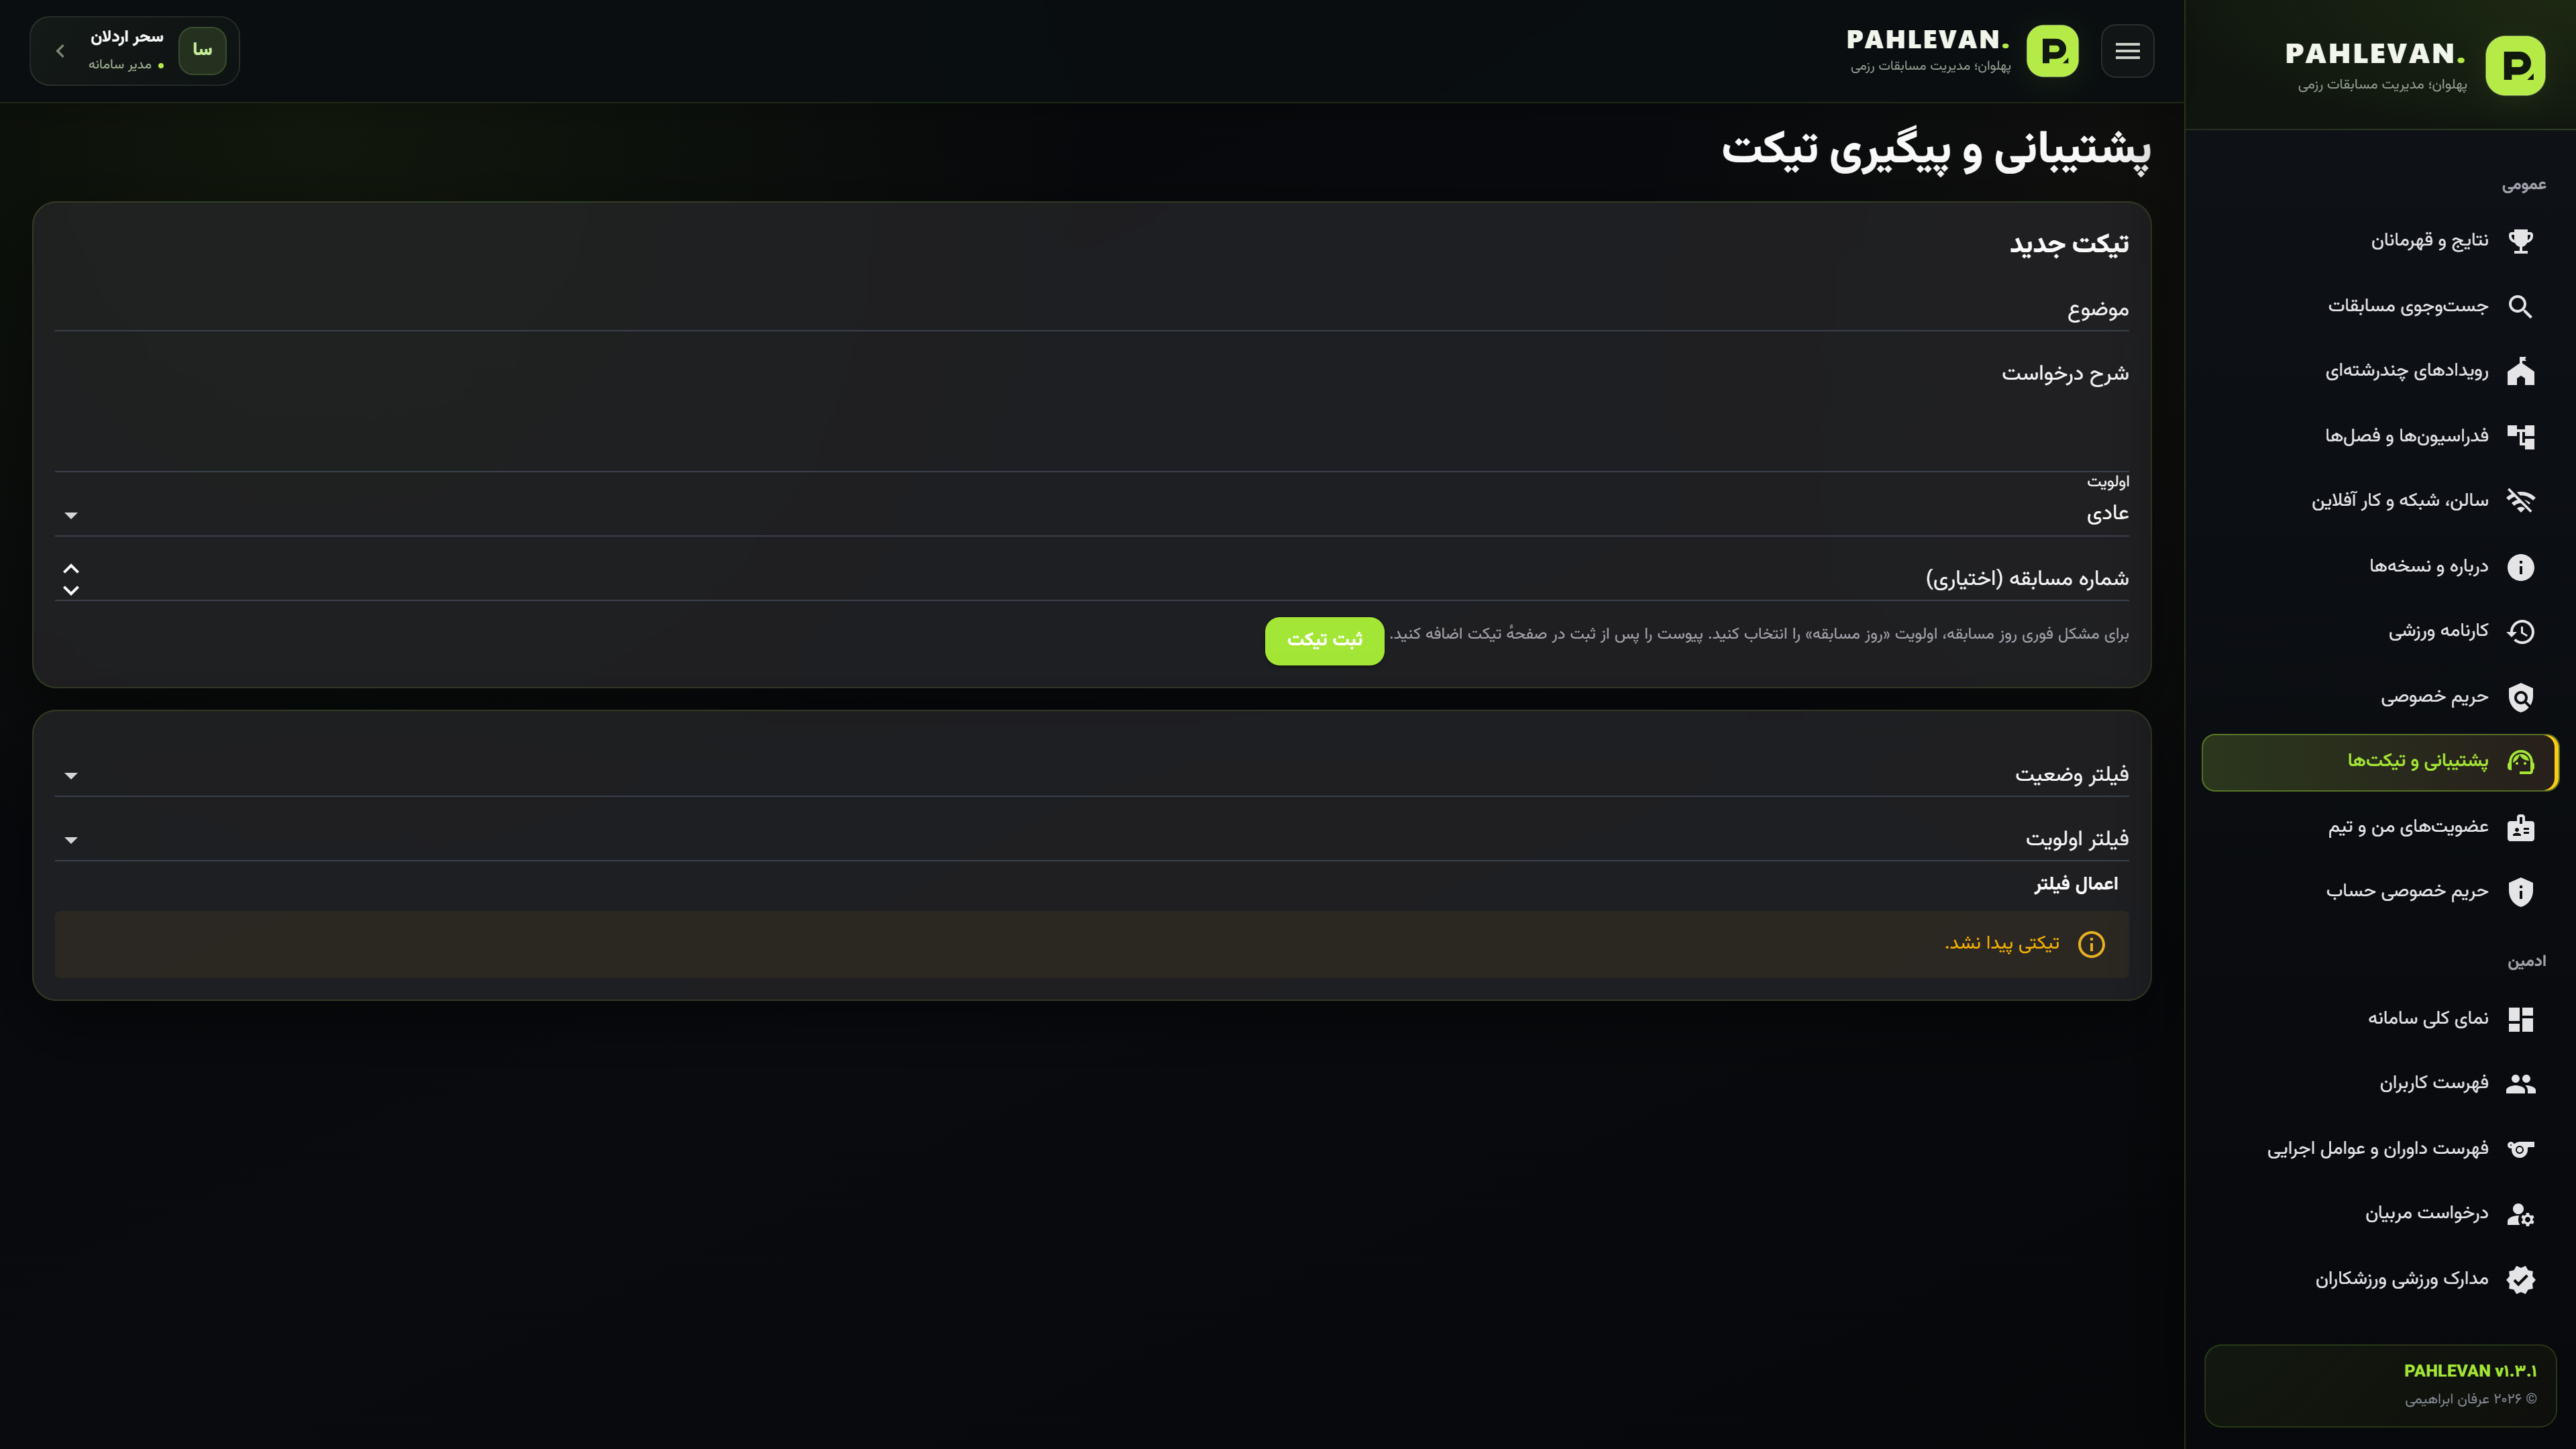 PAHLEVAN.
پهلوان؛ مدیریت مسابقات رزمی
عمومی
نتایج و قهرمانان
جست‌وجوی مسابقات
رویدادهای چندرشته‌ای
فدراسیون‌ها و فصل‌ها
سالن، شبکه و کار آفلاین
درباره و نسخه‌ها
کارنامه ورزشی
حریم خصوصی
پشتیبانی و تیکت‌ها
عضویت‌های من و تیم
حریم خصوصی حساب
ادمین
نمای کلی سامانه
فهرست کاربران
فهرست داوران و عوامل اجرایی
درخواست مربیان
مدارک ورزشی ورزشکاران
PAHLEVAN v۱.۳.۱
© ۲۰۲۶ عرفان ابراهیمی
PAHLEVAN.
پهلوان؛ مدیریت مسابقات رزمی
سا
سحر اردلان
مدیر سامانه
پشتیبانی و پیگیری تیکت
تیکت جدید
موضوع
شرح درخواست
اولویت
عادی
شماره مسابقه (اختیاری)
برای مشکل فوری روز مسابقه، اولویت «روز مسابقه» را انتخاب کنید. پیوست را پس از ثبت در صفحهٔ تیکت اضافه کنید.
ثبت تیکت
فیلتر وضعیت
فیلتر اولویت
اعمال فیلتر
تیکتی پیدا نشد.